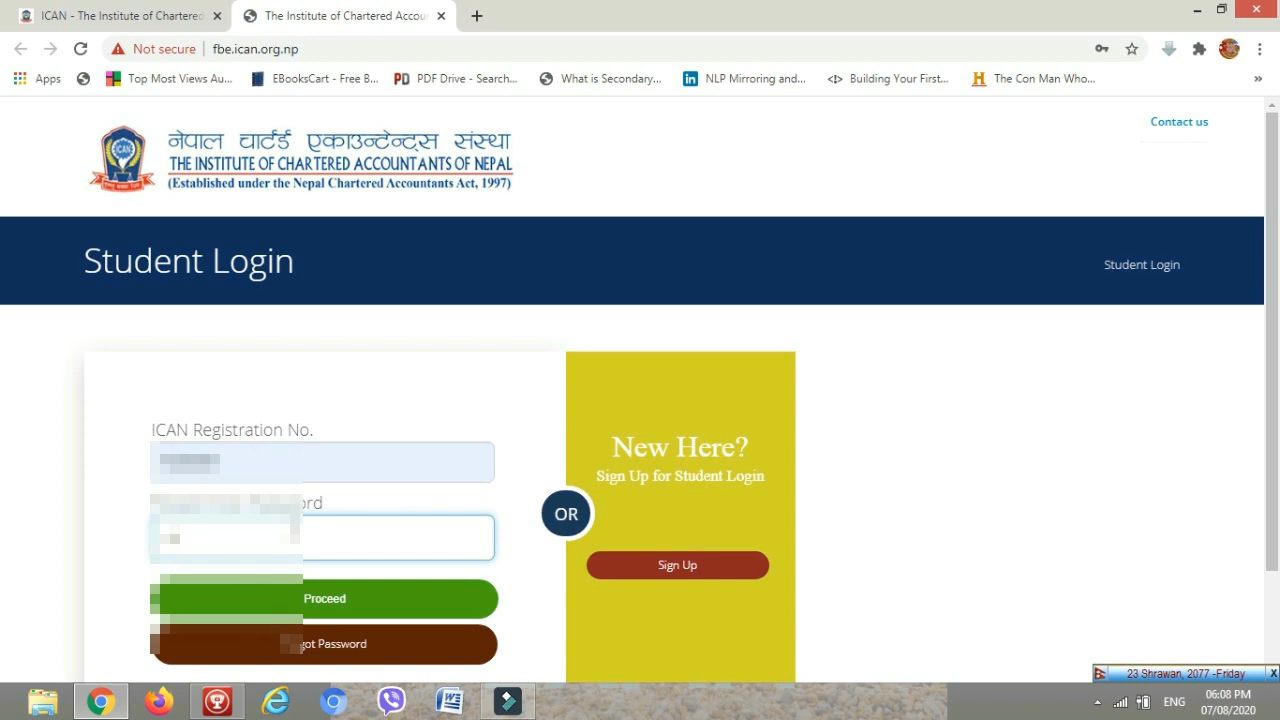 ICAN - The Institute of Chartered
The Institute of Chartered Accou
Not secure
fbe.ican.org.np
Apps
Top Most Views Au...
EBooksCart - Free B...
PDF Drive - Search...
What is Secondary...
NLP Mirroring and...
Building Your First...
The Con Man Who...
Contact us
ICAN
नेपाल चार्टर्ड एकाउन्टेन्ट्स संस्था
THE INSTITUTE OF CHARTERED ACCOUNTANTS OF NEPAL
(Established under the Nepal Chartered Accountants Act, 1997)
Student Login
Student Login
ICAN Registration No.
ord
Proceed
got Password
OR
New Here?
Sign Up for Student Login
Sign Up
23 Shrawan, 2077 -Friday
X
ENG
06:08 PM
07/08/2020